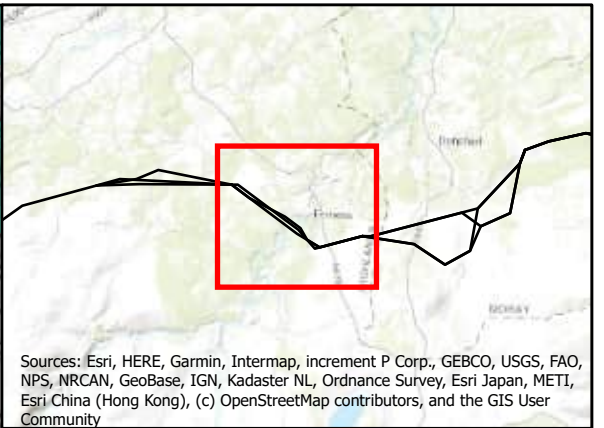 Sources: Esri, HERE, Garmin, Intermap, increment P Corp., GEBCO, USGS, FAO,
NPS, NRCAN, GeoBase, IGN, Kadaster NL, Ordnance Survey, Esri Japan, METI,
Esri China (Hong Kong), (c) OpenStreetMap contributors, and the GIS User
Community